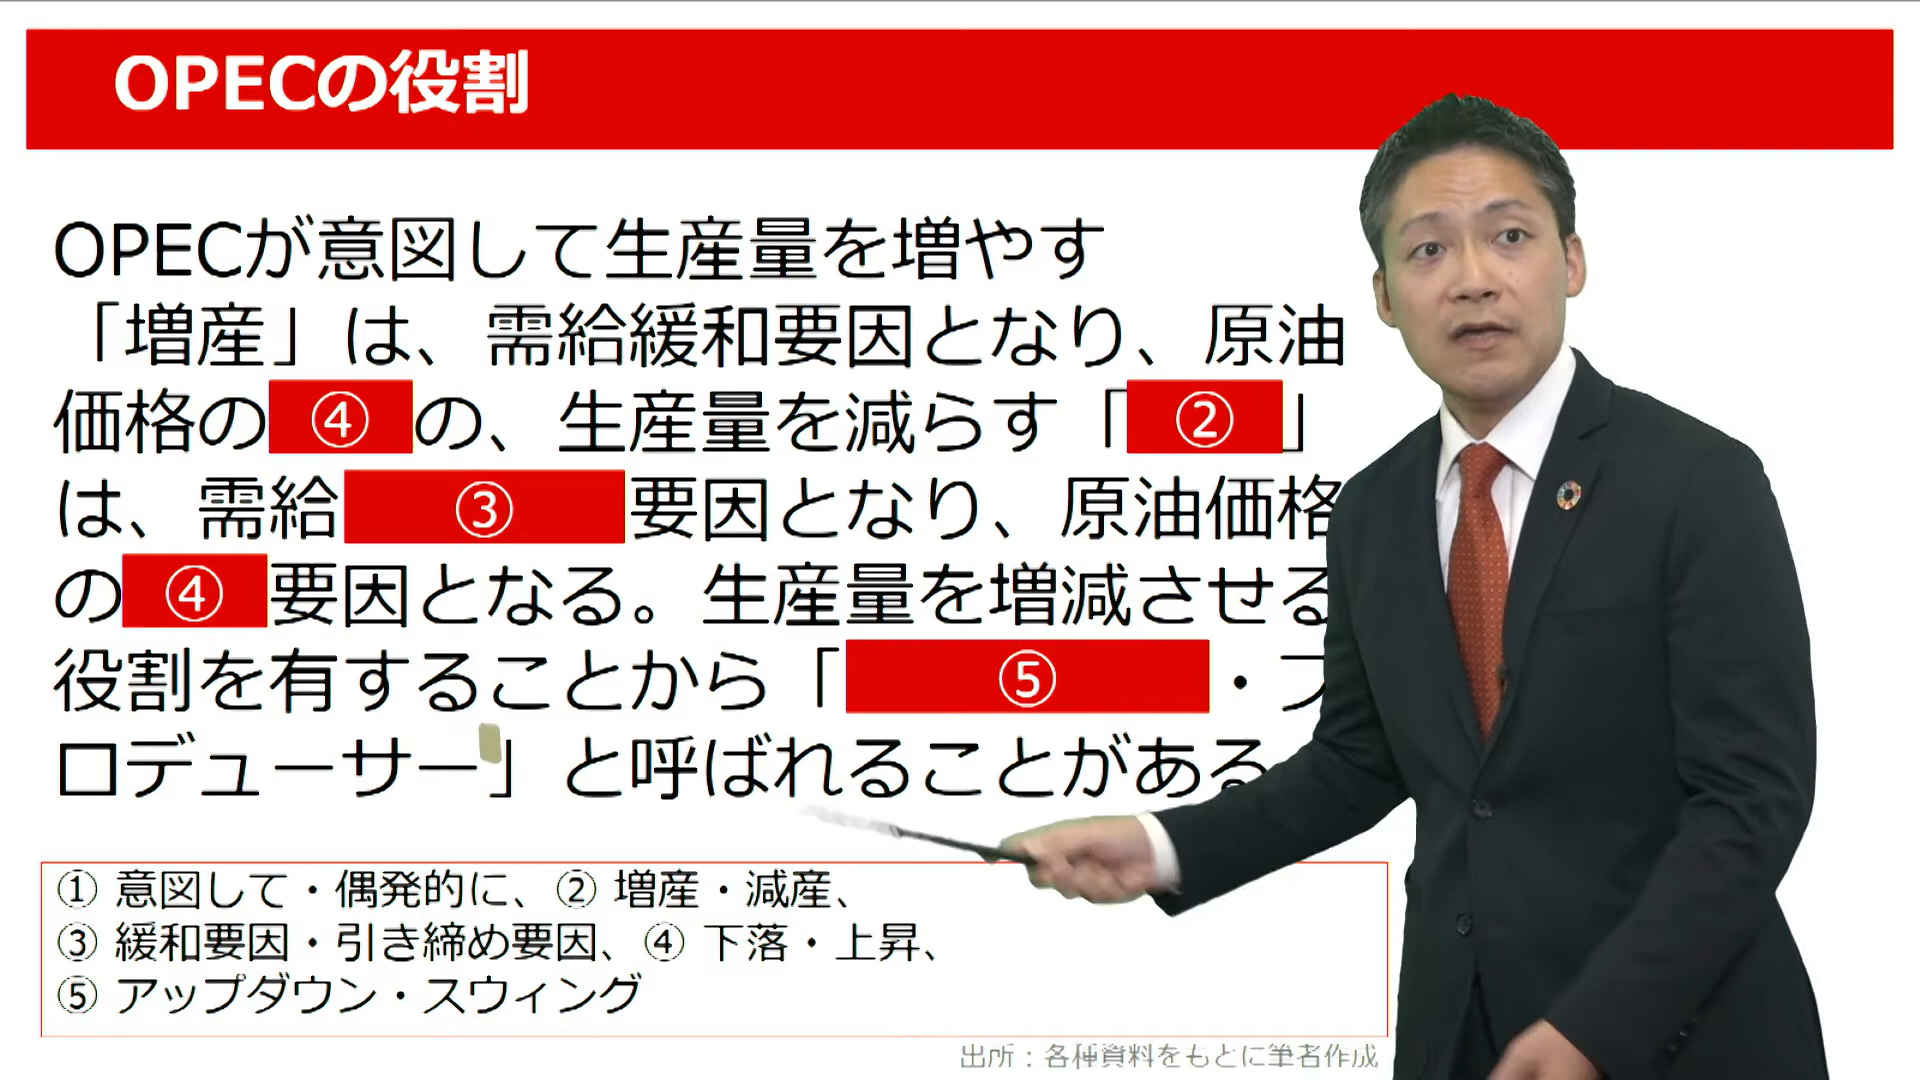 OPECの役割
OPECが意図して生産量を増やす
「増産」は、需給緩和要因となり、原油
価格の④の、生産量を減らす「②」
は、需給③要因となり、原油価格
の④要因となる。生産量を増減させる
役割を有することから「⑤・プ
ロデューサー」と呼ばれることがある
① 意図して・偶発的に、② 増産・減産、
③ 緩和要因・引き締め要因、④ 下落・上昇、
⑤ アップダウン・スウィング
出所：各種資料をもとに筆者作成